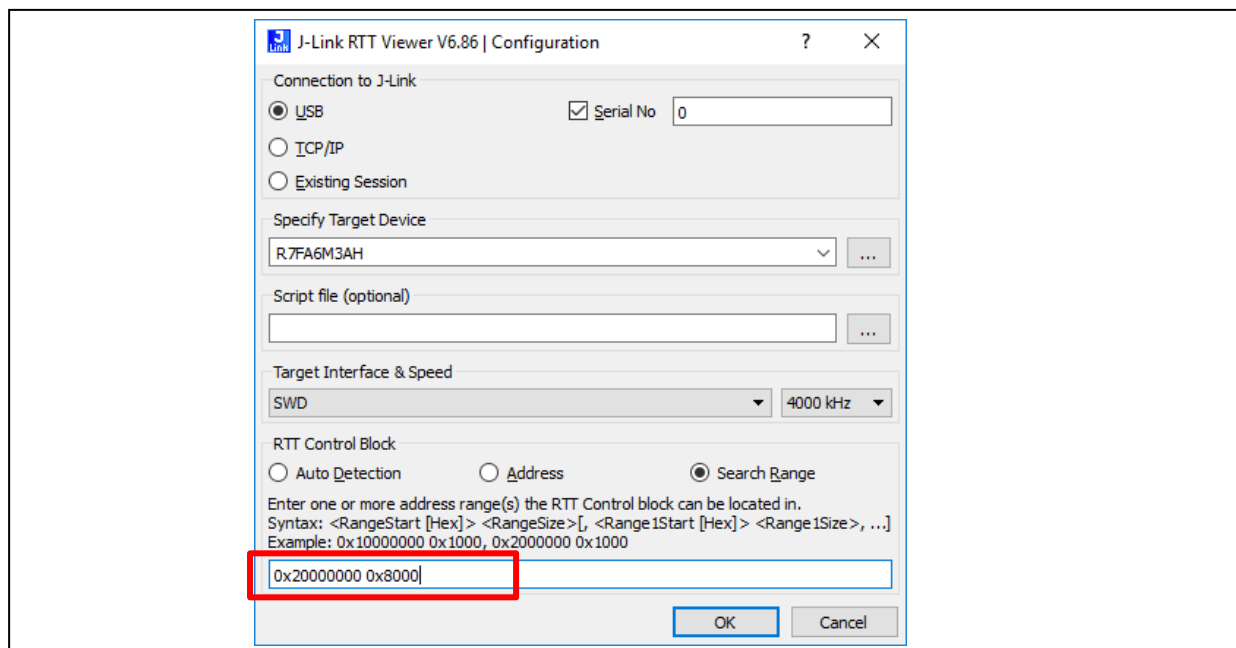 J-Link RTT Viewer V6.86 | Configuration ?
Connection to J-Link
USB Serial No 0
TCP/IP
Existing Session
Specify Target Device
R7FA6M3AH ...
Script file (optional)
...
Target Interface & Speed
SWD 4000 kHz
RTT Control Block
Auto Detection Address Search Range
Enter one or more address range(s) the RTT Control block can be located in.
Syntax: <RangeStart [Hex]> <RangeSize>[, <Range1Start [Hex]> <Range1Size>, ...]
Example: 0x10000000 0x1000, 0x2000000 0x1000
0x20000000 0x8000
OK Cancel